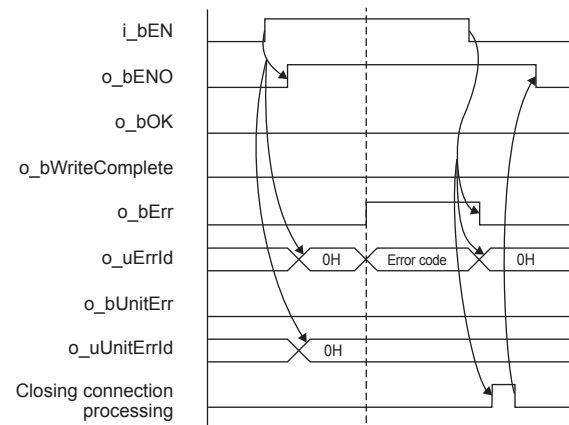 i_bEN
o_bENO
o_bOK
o_bWriteComplete
o_bErr
o_uErrId 0H Error code 0H
o_bUnitErr
o_uUnitErrId 0H
Closing connection
processing